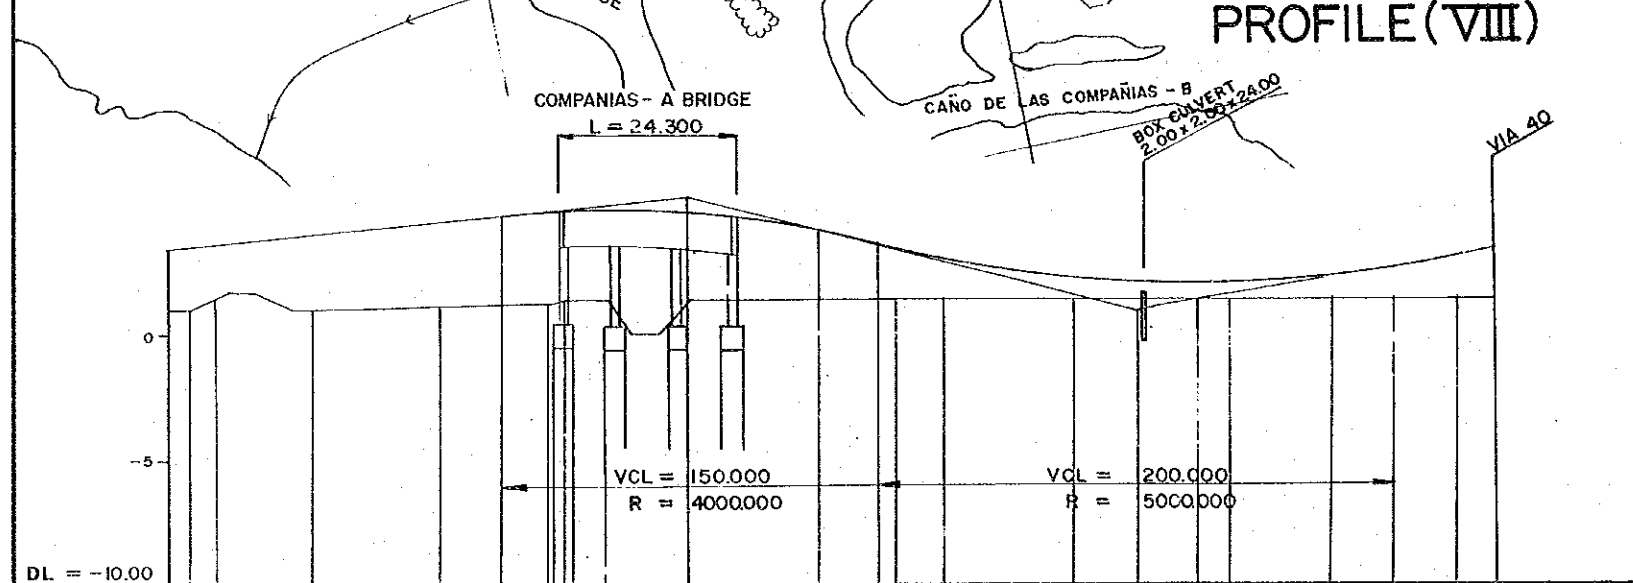 PROFILE (VIII)
COMPANIAS - A BRIDGE
L = 24.300
CAÑO DE LAS COMPAÑIAS - B
BOX CULVERT
2.00 x 2.00 x 24.00
VIA 40
0
-5
VCL = 150.000
R = 4000.000
VCL = 200.000
R = 5000.000
DL = -10.00